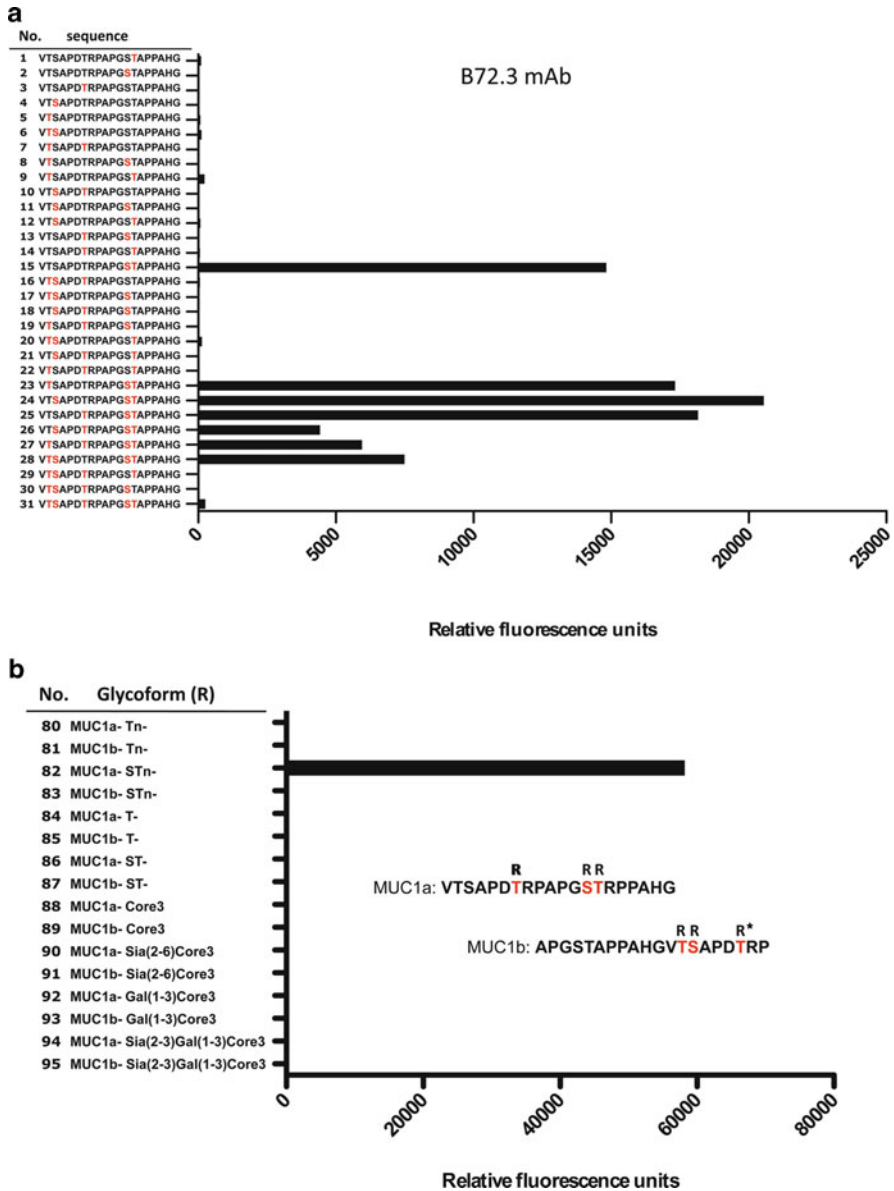 a
No. sequence
1 VTSAPDTRPAPGSTAPPAHG
2 VTSAPDTRPAPGSTAPPAHG
3 VTSAPDTRPAPGSTAPPAHG
4 VTSAPDTRPAPGSTAPPAHG
5 VTSAPDTRPAPGSTAPPAHG
6 VTSAPDTRPAPGSTAPPAHG
7 VTSAPDTRPAPGSTAPPAHG
8 VTSAPDTRPAPGSTAPPAHG
9 VTSAPDTRPAPGSTAPPAHG
10 VTSAPDTRPAPGSTAPPAHG
11 VTSAPDTRPAPGSTAPPAHG
12 VTSAPDTRPAPGSTAPPAHG
13 VTSAPDTRPAPGSTAPPAHG
14 VTSAPDTRPAPGSTAPPAHG
15 VTSAPDTRPAPGSTAPPAHG
16 VTSAPDTRPAPGSTAPPAHG
17 VTSAPDTRPAPGSTAPPAHG
18 VTSAPDTRPAPGSTAPPAHG
19 VTSAPDTRPAPGSTAPPAHG
20 VTSAPDTRPAPGSTAPPAHG
21 VTSAPDTRPAPGSTAPPAHG
22 VTSAPDTRPAPGSTAPPAHG
23 VTSAPDTRPAPGSTAPPAHG
24 VTSAPDTRPAPGSTAPPAHG
25 VTSAPDTRPAPGSTAPPAHG
26 VTSAPDTRPAPGSTAPPAHG
27 VTSAPDTRPAPGSTAPPAHG
28 VTSAPDTRPAPGSTAPPAHG
29 VTSAPDTRPAPGSTAPPAHG
30 VTSAPDTRPAPGSTAPPAHG
31 VTSAPDTRPAPGSTAPPAHG
B72.3 mAb
0 5000 10000 15000 20000 25000
Relative fluorescence units
b
No. Glycoform (R)
80 MUC1a- Tn-
81 MUC1b- Tn-
82 MUC1a- STn-
83 MUC1b- STn-
84 MUC1a- T-
85 MUC1b- T-
86 MUC1a- ST-
87 MUC1b- ST-
88 MUC1a- Core3
89 MUC1b- Core3
90 MUC1a- Sia(2-6)Core3
91 MUC1b- Sia(2-6)Core3
92 MUC1a- Gal(1-3)Core3
93 MUC1b- Gal(1-3)Core3
94 MUC1a- Sia(2-3)Gal(1-3)Core3
95 MUC1b- Sia(2-3)Gal(1-3)Core3
R R R
MUC1a: VTSAPDTRPAPGSTRPPAHG
R R R*
MUC1b: APGSTAPPAHGVTSAPDTRP
0 20000 40000 60000 80000
Relative fluorescence units